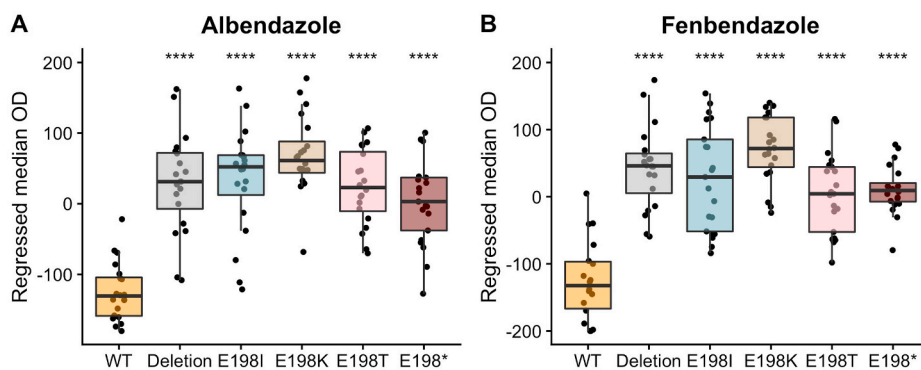 A Albendazole
Regressed median OD
200
100
0
-100
**** **** **** **** ****
WT Deletion E198I E198K E198T E198*
B Fenbendazole
Regressed median OD
200
100
0
-100
-200
**** **** **** **** ****
WT Deletion E198I E198K E198T E198*